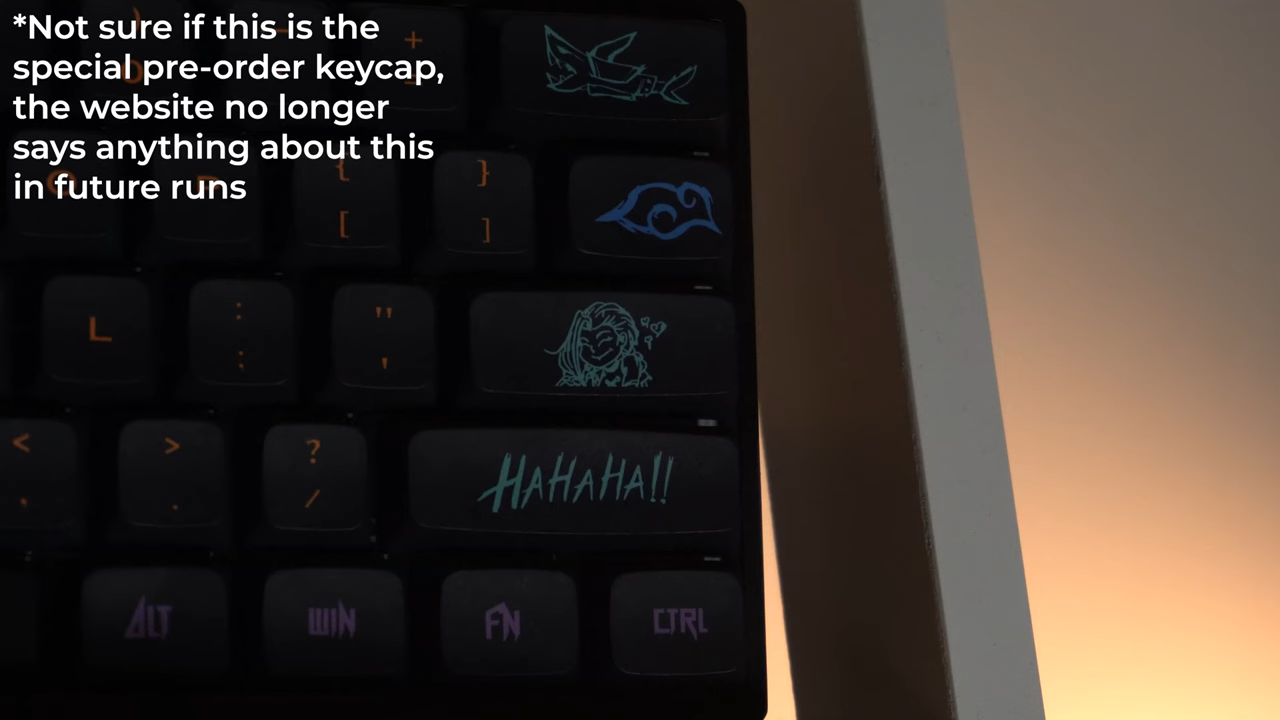 *Not sure if this is the
special pre-order keycap,
the website no longer
says anything about this
in future runs
+
{ }
[ ]
L : " 
; '
< > ?
, . /
HAHAHA!!
ALT WIN FN CTRL